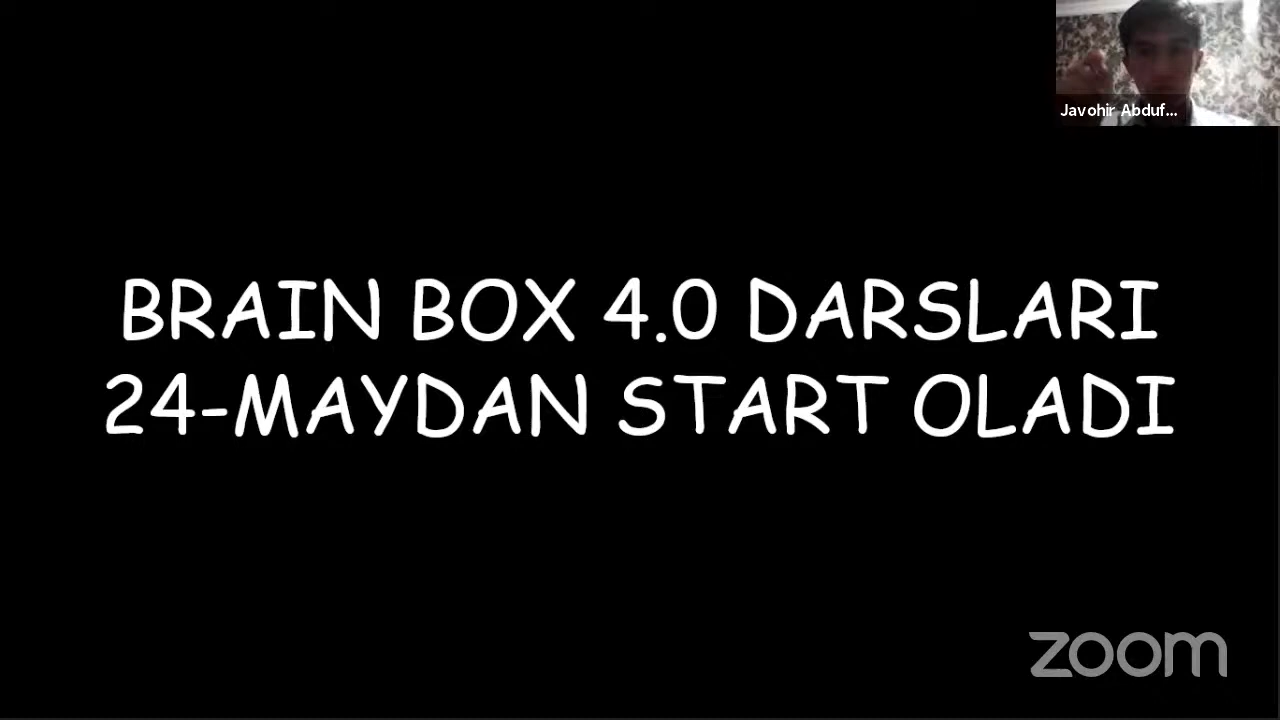 Javohir Abduf...
BRAIN BOX 4.0 DARSLARI
24-MAYDAN START OLADI
zoom